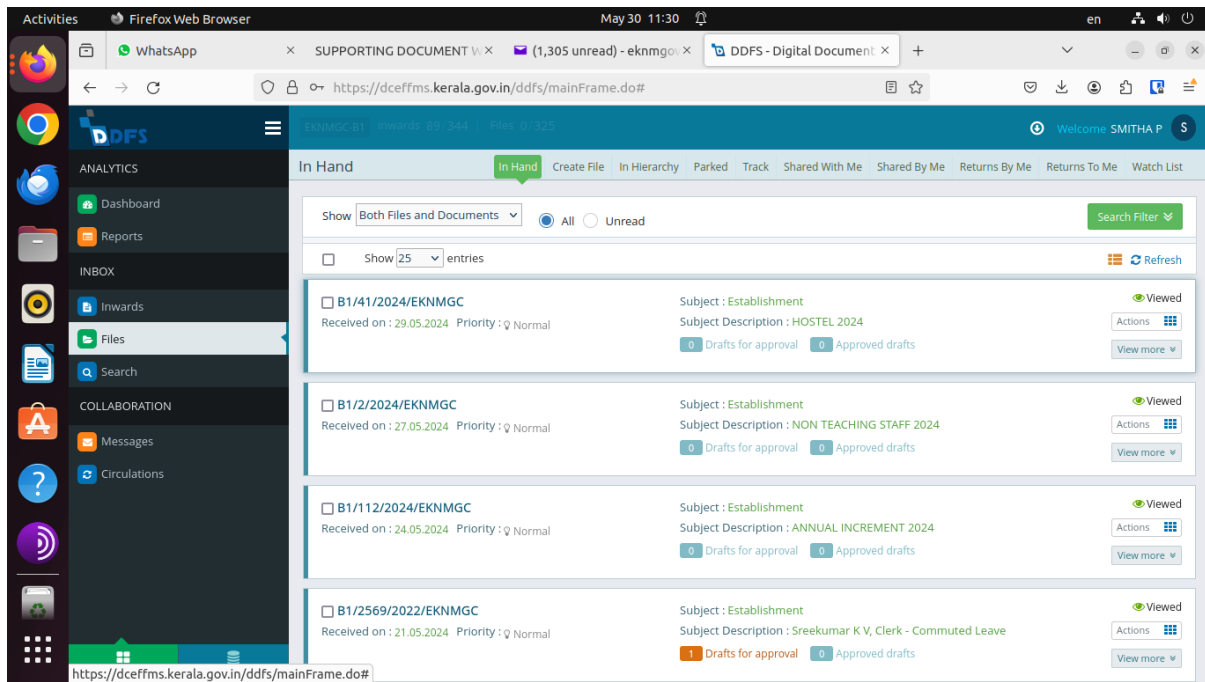 Activities Firefox Web Browser May 30 11:30 en
WhatsApp × SUPPORTING DOCUMENT W × (1,305 unread) - eknmgov × DDFS - Digital Document × +
https://dceffms.kerala.gov.in/ddfs/mainFrame.do#
DDFS EKNMGC-B1 Inwards 89/344 | Files 0/325 Welcome SMITHA P S
ANALYTICS
Dashboard
Reports
INBOX
Inwards
Files
Search
COLLABORATION
Messages
Circulations
In Hand In Hand Create File In Hierarchy Parked Track Shared With Me Shared By Me Returns By Me Returns To Me Watch List
Show Both Files and Documents All Unread Search Filter
Show 25 entries Refresh
B1/41/2024/EKNMGC Subject : Establishment Viewed
Received on : 29.05.2024 Priority : Normal Subject Description : HOSTEL 2024 Actions
0 Drafts for approval 0 Approved drafts View more
B1/2/2024/EKNMGC Subject : Establishment Viewed
Received on : 27.05.2024 Priority : Normal Subject Description : NON TEACHING STAFF 2024 Actions
0 Drafts for approval 0 Approved drafts View more
B1/112/2024/EKNMGC Subject : Establishment Viewed
Received on : 24.05.2024 Priority : Normal Subject Description : ANNUAL INCREMENT 2024 Actions
0 Drafts for approval 0 Approved drafts View more
B1/2569/2022/EKNMGC Subject : Establishment Viewed
Received on : 21.05.2024 Priority : Normal Subject Description : Sreekumar K V, Clerk - Commuted Leave Actions
1 Drafts for approval 0 Approved drafts View more
https://dceffms.kerala.gov.in/ddfs/mainFrame.do#